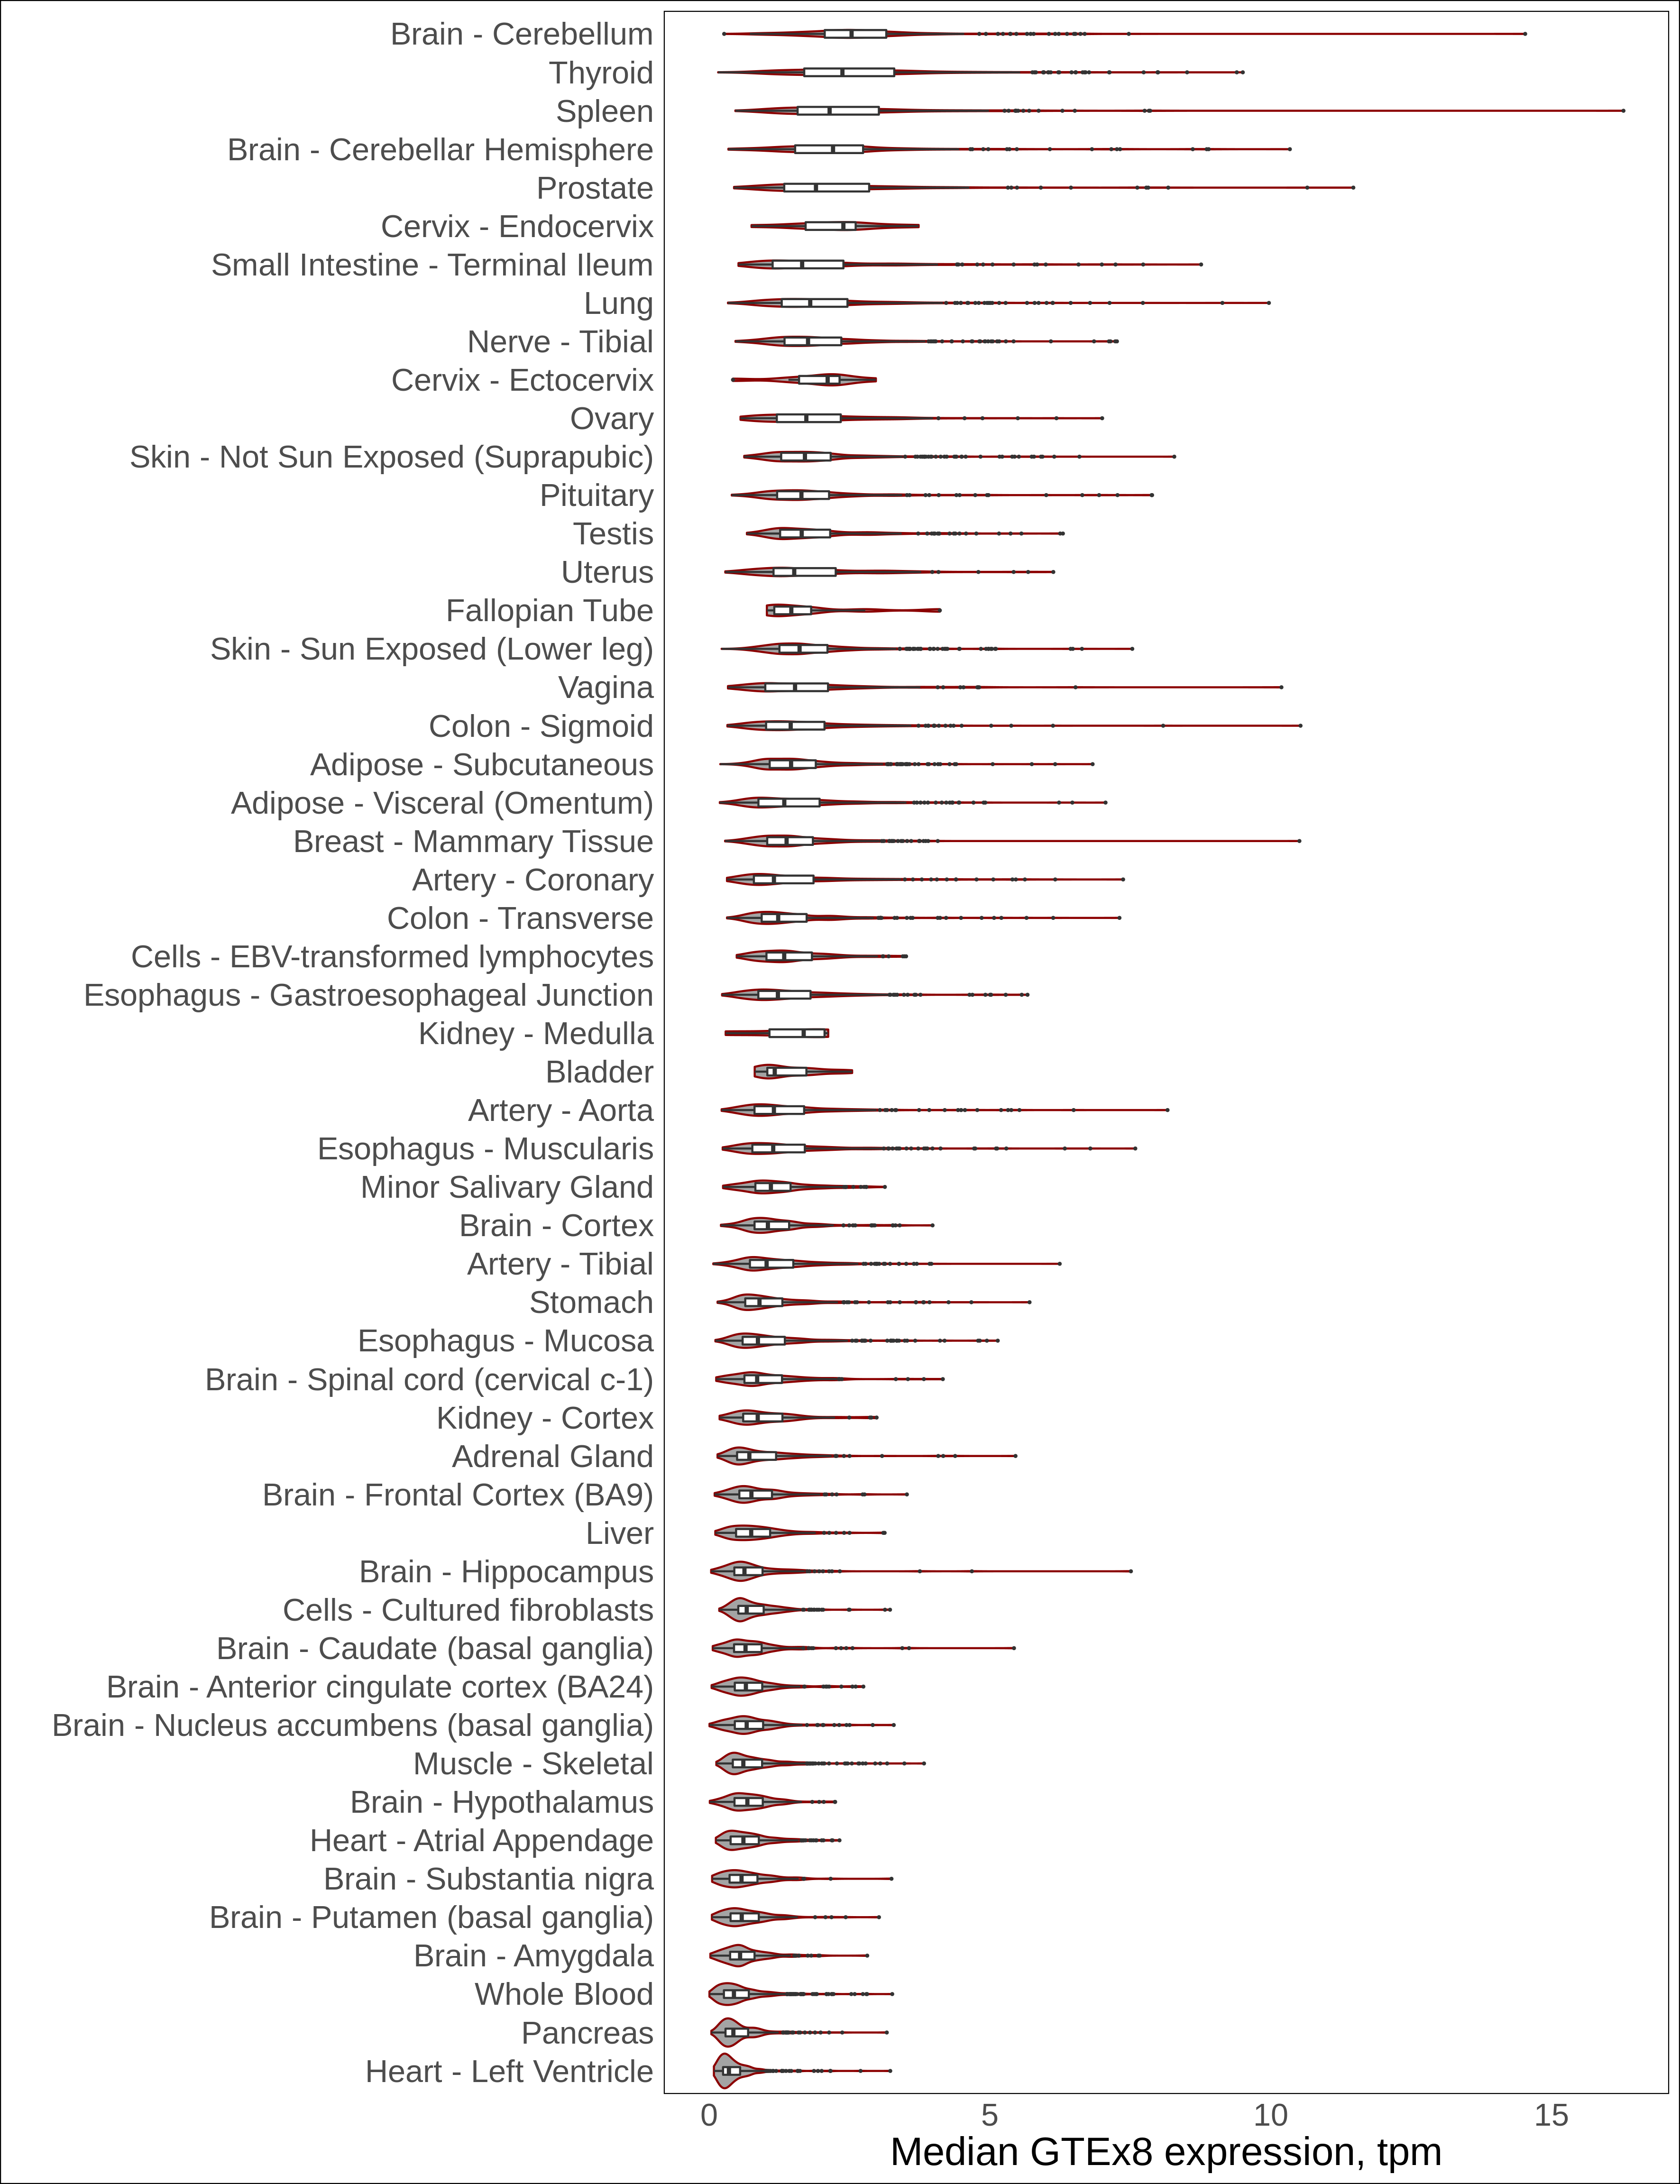 Brain - Cerebellum
Thyroid
Spleen
Brain - Cerebellar Hemisphere
Prostate
Cervix - Endocervix
Small Intestine - Terminal Ileum
Lung
Nerve - Tibial
Cervix - Ectocervix
Ovary
Skin - Not Sun Exposed (Suprapubic)
Pituitary
Testis
Uterus
Fallopian Tube
Skin - Sun Exposed (Lower leg)
Vagina
Colon - Sigmoid
Adipose - Subcutaneous
Adipose - Visceral (Omentum)
Breast - Mammary Tissue
Artery - Coronary
Colon - Transverse
Cells - EBV-transformed lymphocytes
Esophagus - Gastroesophageal Junction
Kidney - Medulla
Bladder
Artery - Aorta
Esophagus - Muscularis
Minor Salivary Gland
Brain - Cortex
Artery - Tibial
Stomach
Esophagus - Mucosa
Brain - Spinal cord (cervical c-1)
Kidney - Cortex
Adrenal Gland
Brain - Frontal Cortex (BA9)
Liver
Brain - Hippocampus
Cells - Cultured fibroblasts
Brain - Caudate (basal ganglia)
Brain - Anterior cingulate cortex (BA24)
Brain - Nucleus accumbens (basal ganglia)
Muscle - Skeletal
Brain - Hypothalamus
Heart - Atrial Appendage
Brain - Substantia nigra
Brain - Putamen (basal ganglia)
Brain - Amygdala
Whole Blood
Pancreas
Heart - Left Ventricle
0 5 10 15
Median GTEx8 expression, tpm